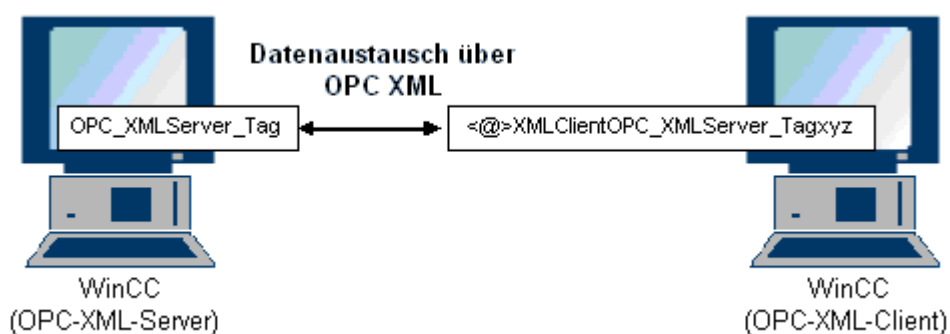 Datenaustausch über
OPC XML
OPC_XMLServer_Tag
<@>XMLClientOPC_XMLServer_Tagxyz
WinCC
(OPC-XML-Server)
WinCC
(OPC-XML-Client)